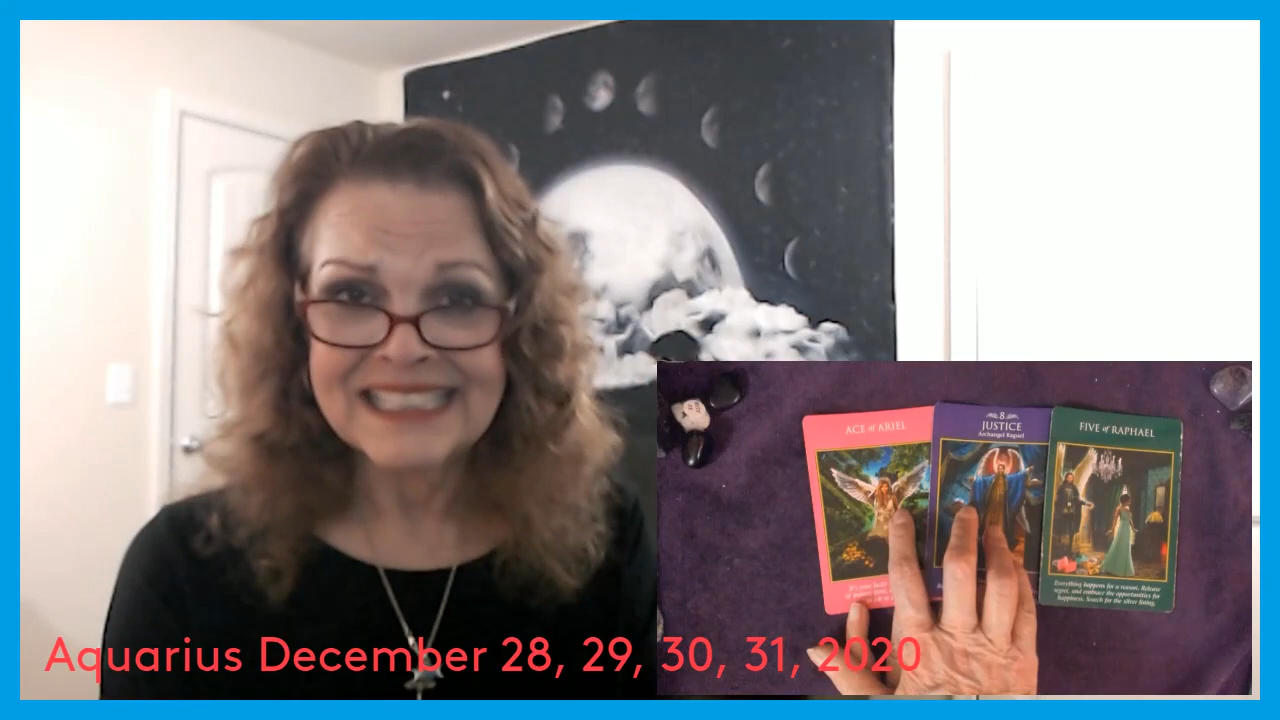 ACE of ARIEL
8
JUSTICE
Archangel Raguel
FIVE of RAPHAEL
Everything happens for a reason. Release
regret, and embrace the opportunities for
happiness. Search for the silver lining.
Aquarius December 28, 29, 30, 31, 2020